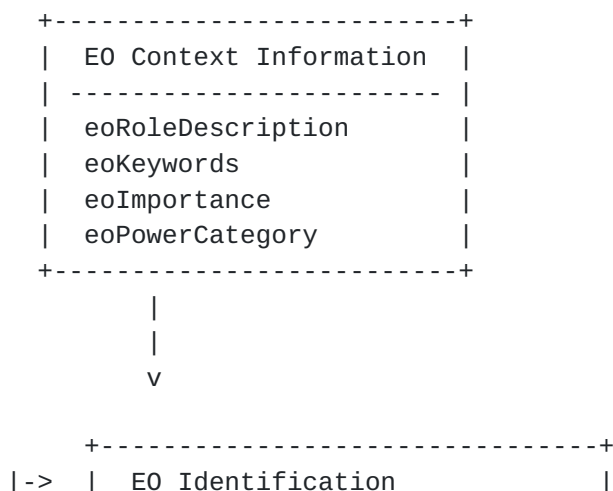 +--------------------------+
| EO Context Information |
| ------------------------ |
| eoRoleDescription |
| eoKeywords |
| eoImportance |
| eoPowerCategory |
+--------------------------+
|
|
v
+--------------------------------+
|-> | EO Identification |